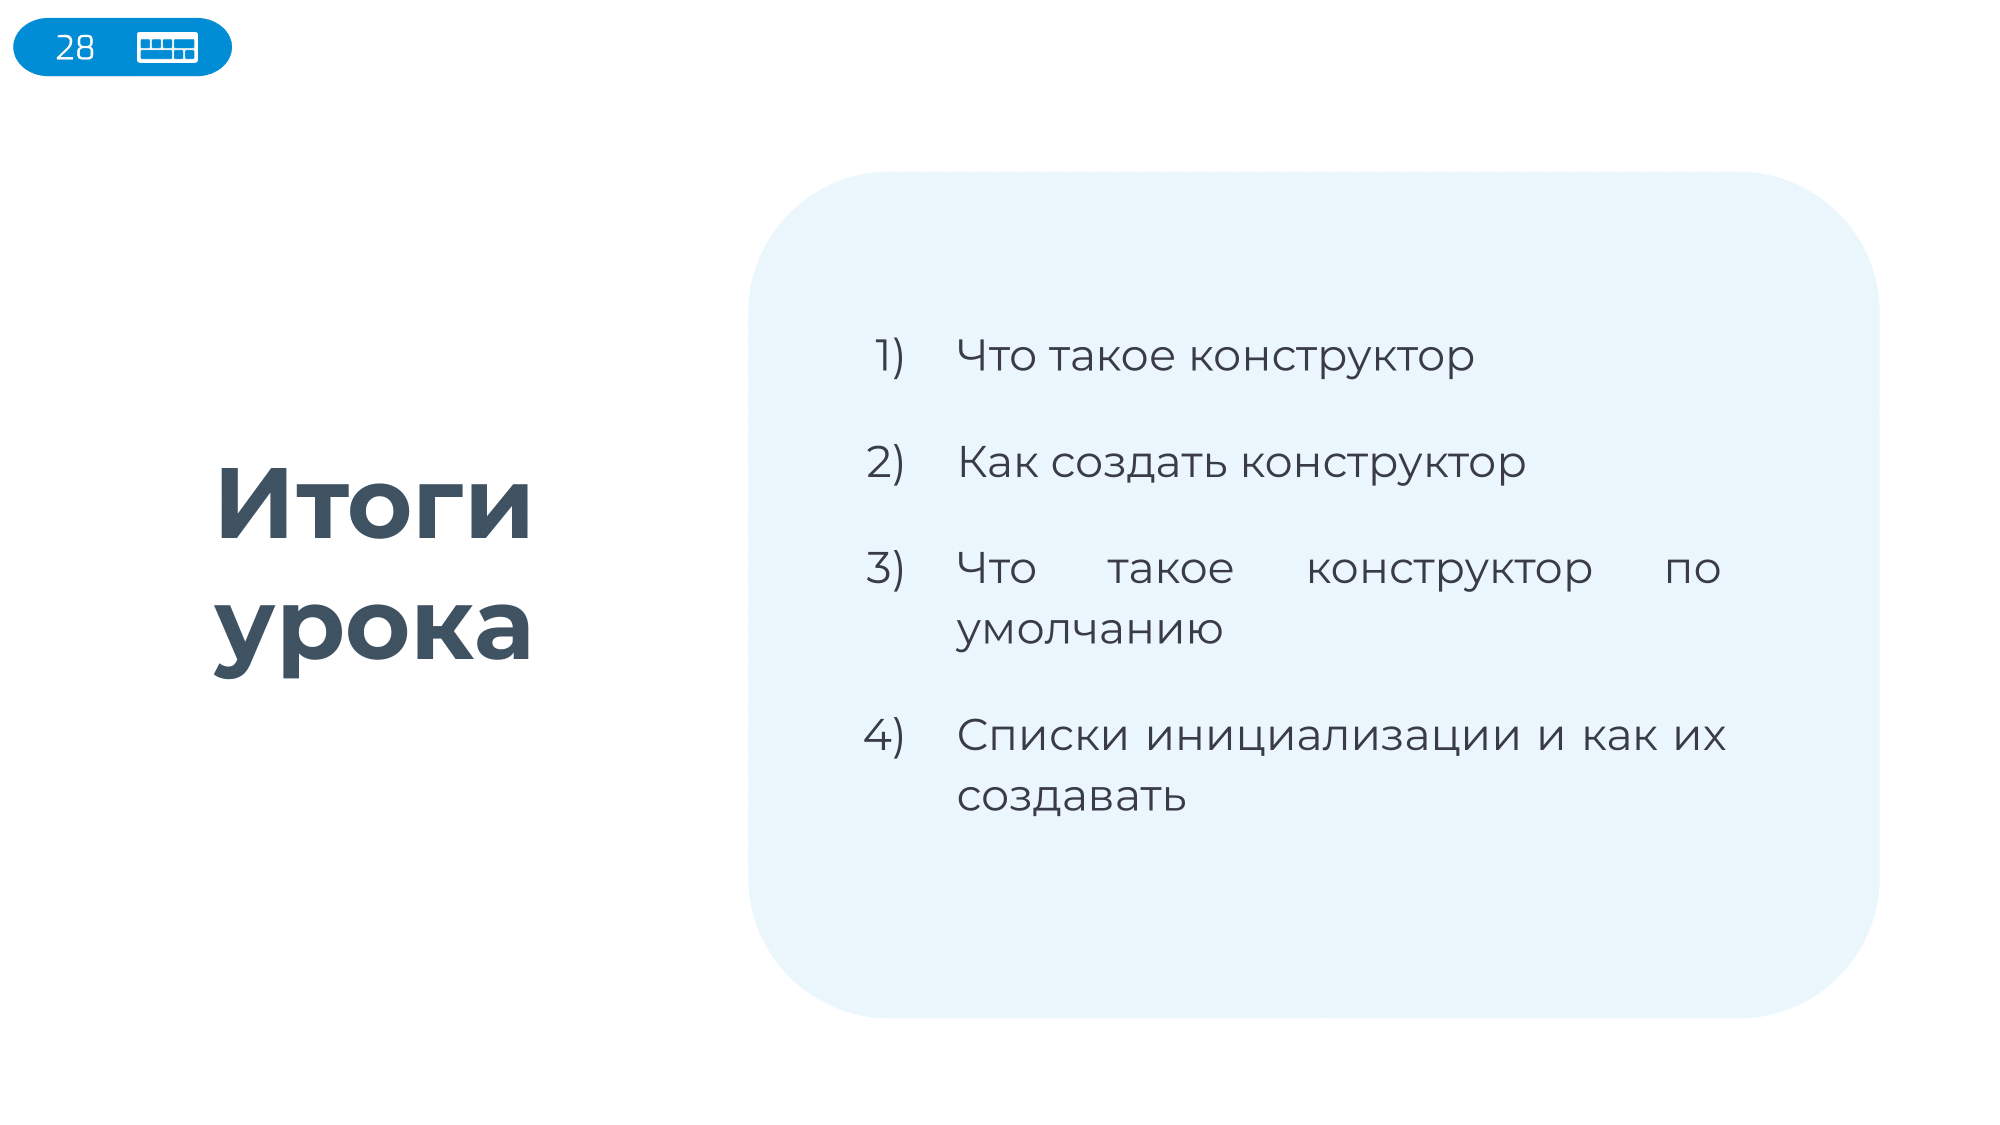 28
Итоги
урока
1) Что такое конструктор
2) Как создать конструктор
3) Что такое конструктор по
умолчанию
4) Списки инициализации и как их
создавать